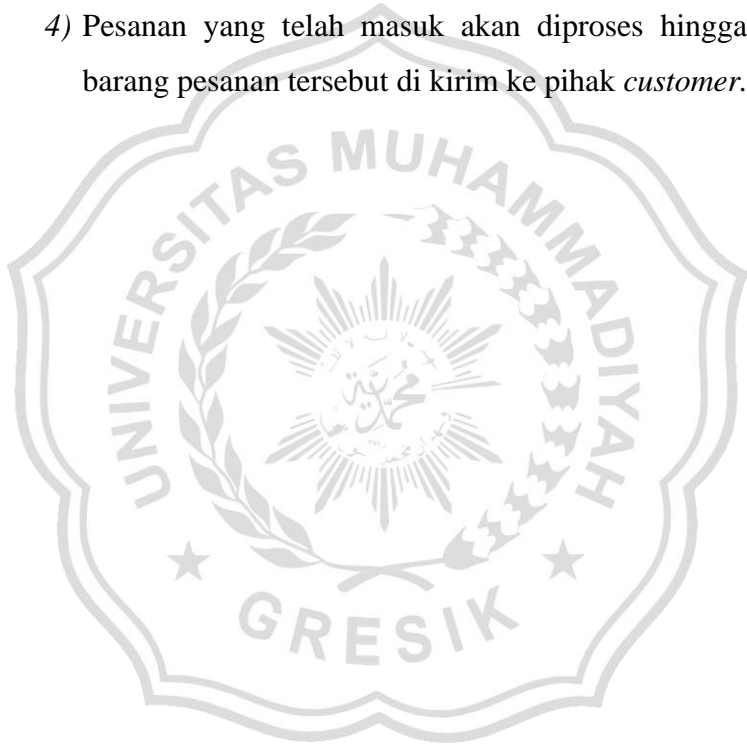 4) Pesanan yang telah masuk akan diproses hingga
barang pesanan tersebut di kirim ke pihak customer.
UNIVERSITAS MUHAMMADIYAH
محمدية
GRESIK